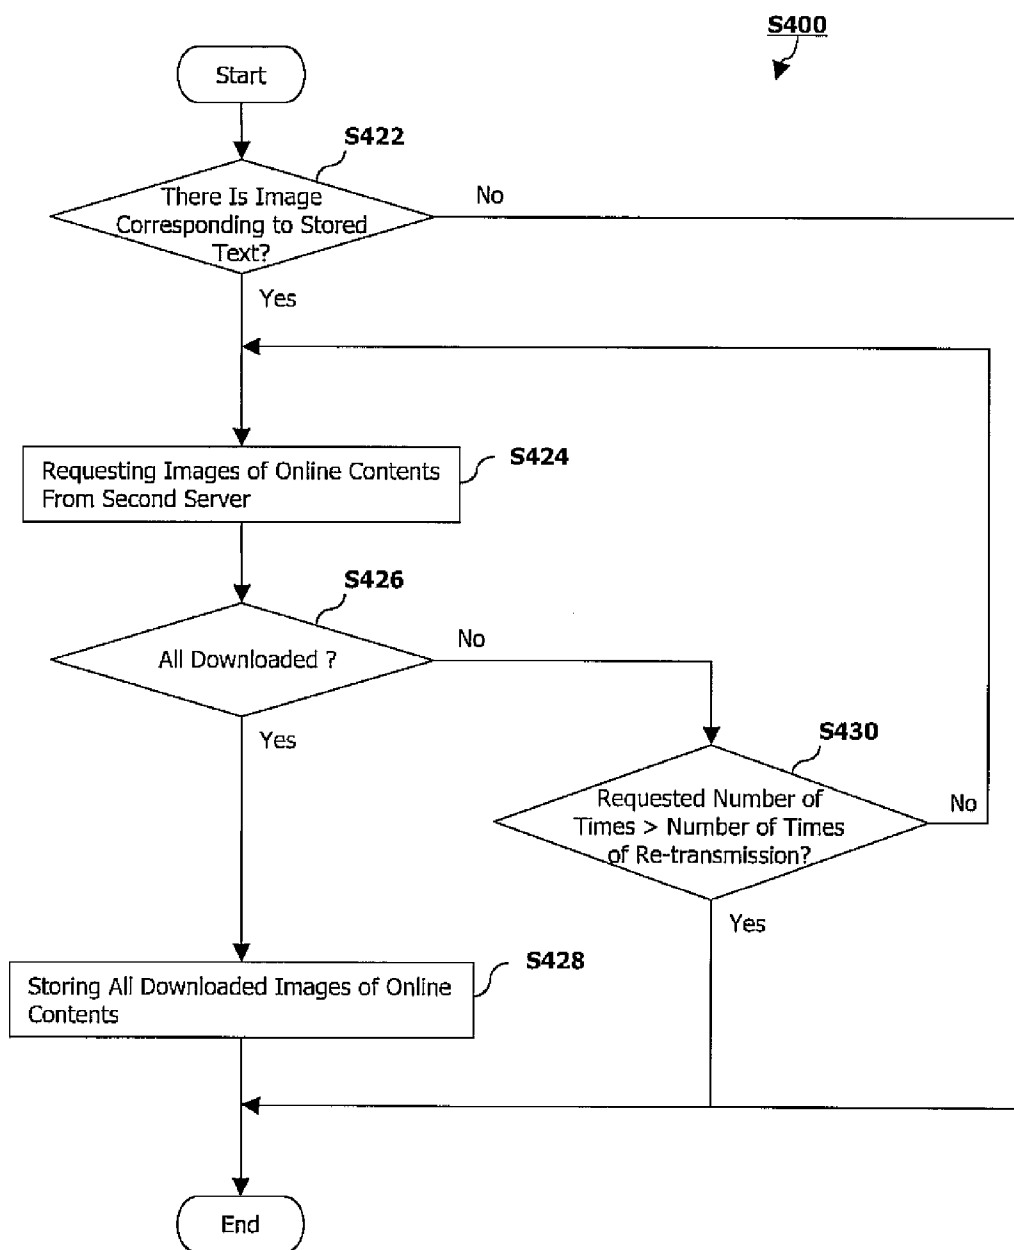 S400
Start
S422
There Is Image
Corresponding to Stored
Text?
No
Yes
Requesting Images of Online Contents
From Second Server
S424
S426
All Downloaded ?
No
Yes
S430
Requested Number of
Times > Number of Times
of Re-transmission?
No
Yes
Storing All Downloaded Images of Online
Contents
S428
End